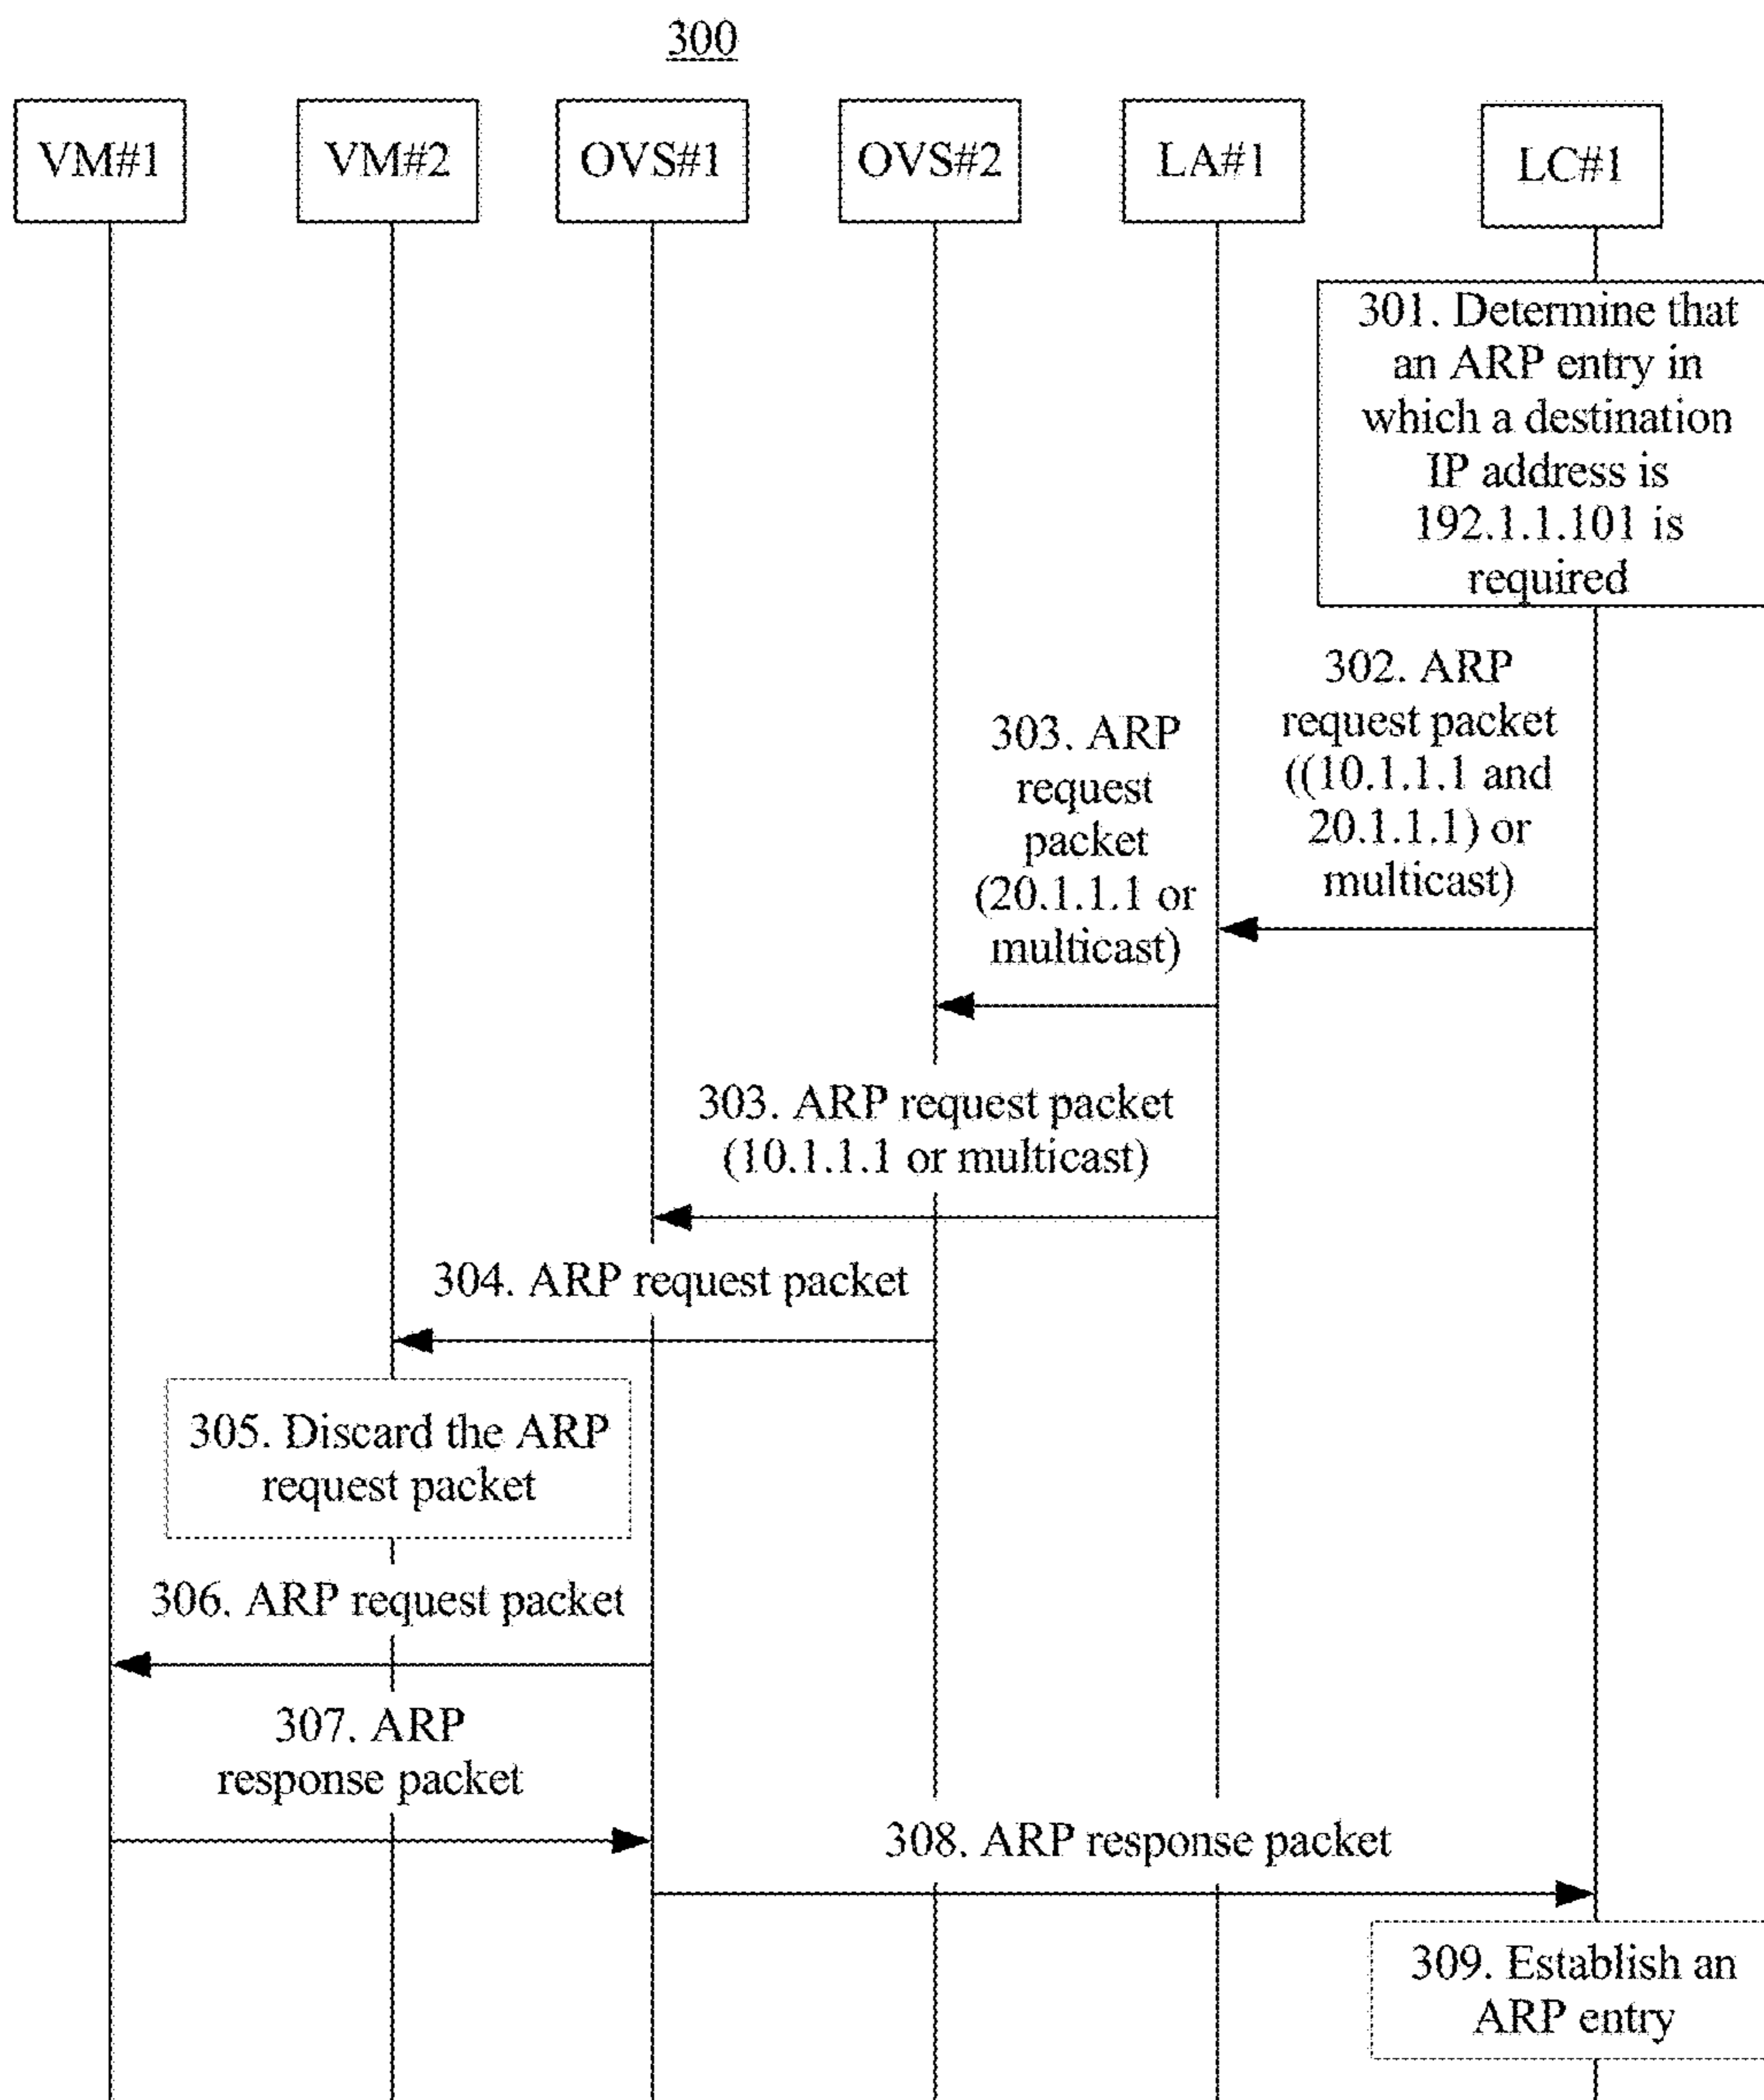 300
VM#1
VM#2
OVS#1
OVS#2
LA#1
LC#1
301. Determine that
an ARP entry in
which a destination
IP address is
192.1.1.101 is
required
302. ARP
request packet
((10.1.1.1 and
20.1.1.1) or
multicast)
303. ARP
request
packet
(20.1.1.1 or
multicast)
303. ARP request packet
(10.1.1.1 or multicast)
304. ARP request packet
305. Discard the ARP
request packet
306. ARP request packet
307. ARP
response packet
308. ARP response packet
309. Establish an
ARP entry